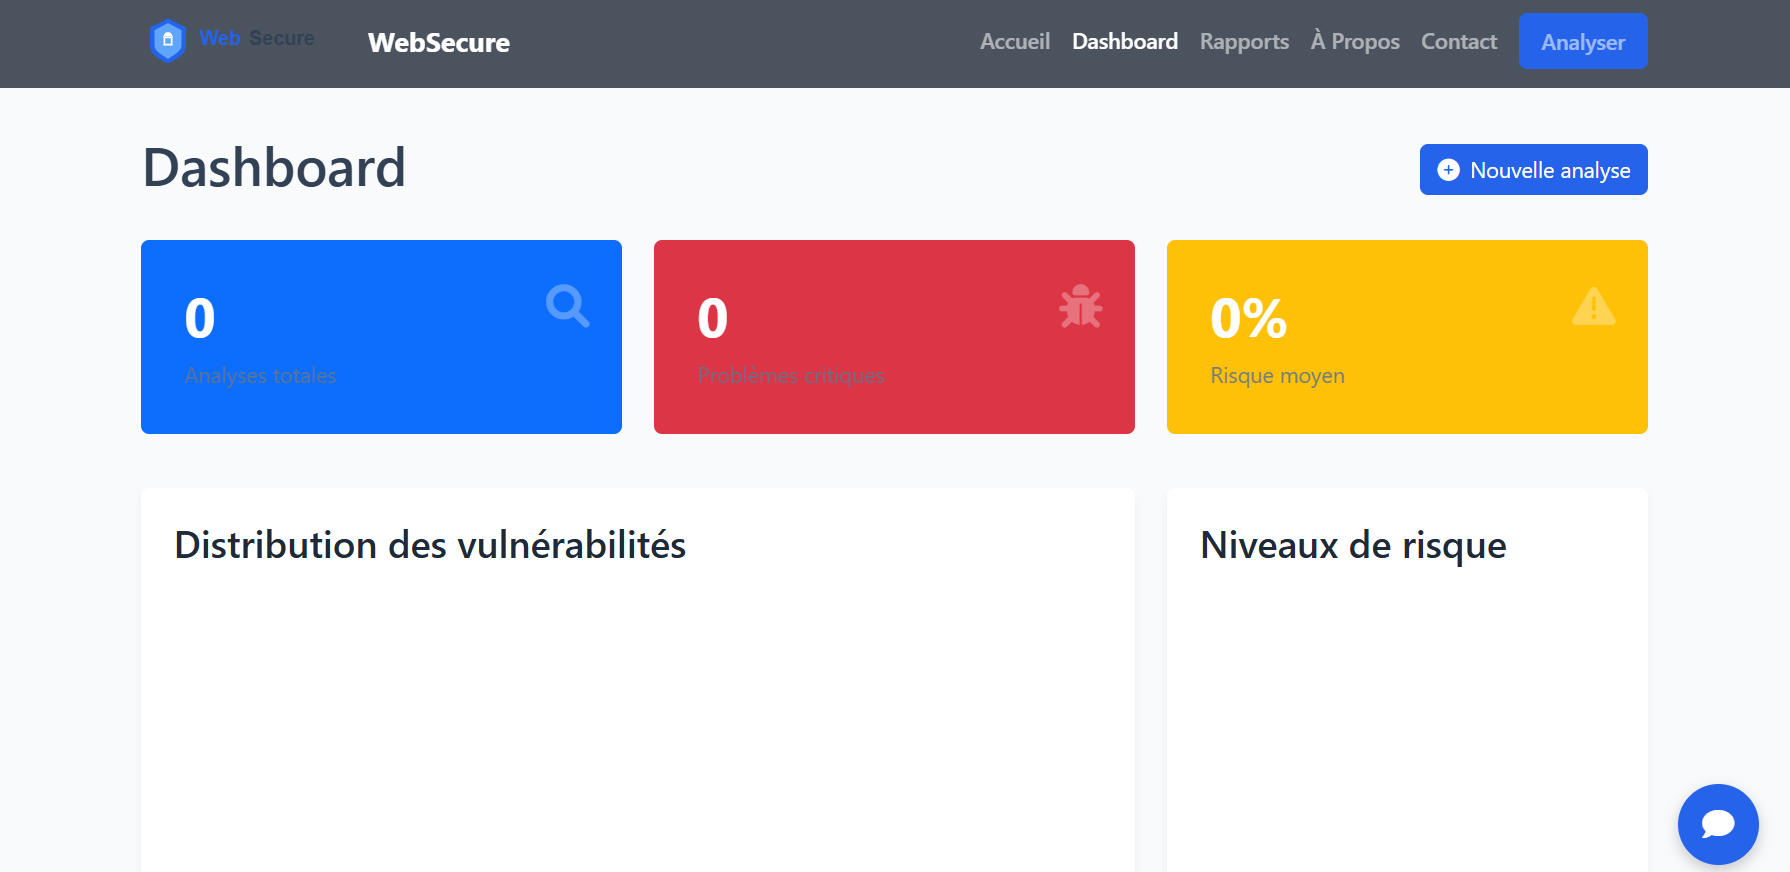 Web Secure WebSecure Accueil Dashboard Rapports À Propos Contact Analyser
Dashboard
Nouvelle analyse
0
Analyses totales
0
Problèmes critiques
0%
Risque moyen
Distribution des vulnérabilités
Niveaux de risque